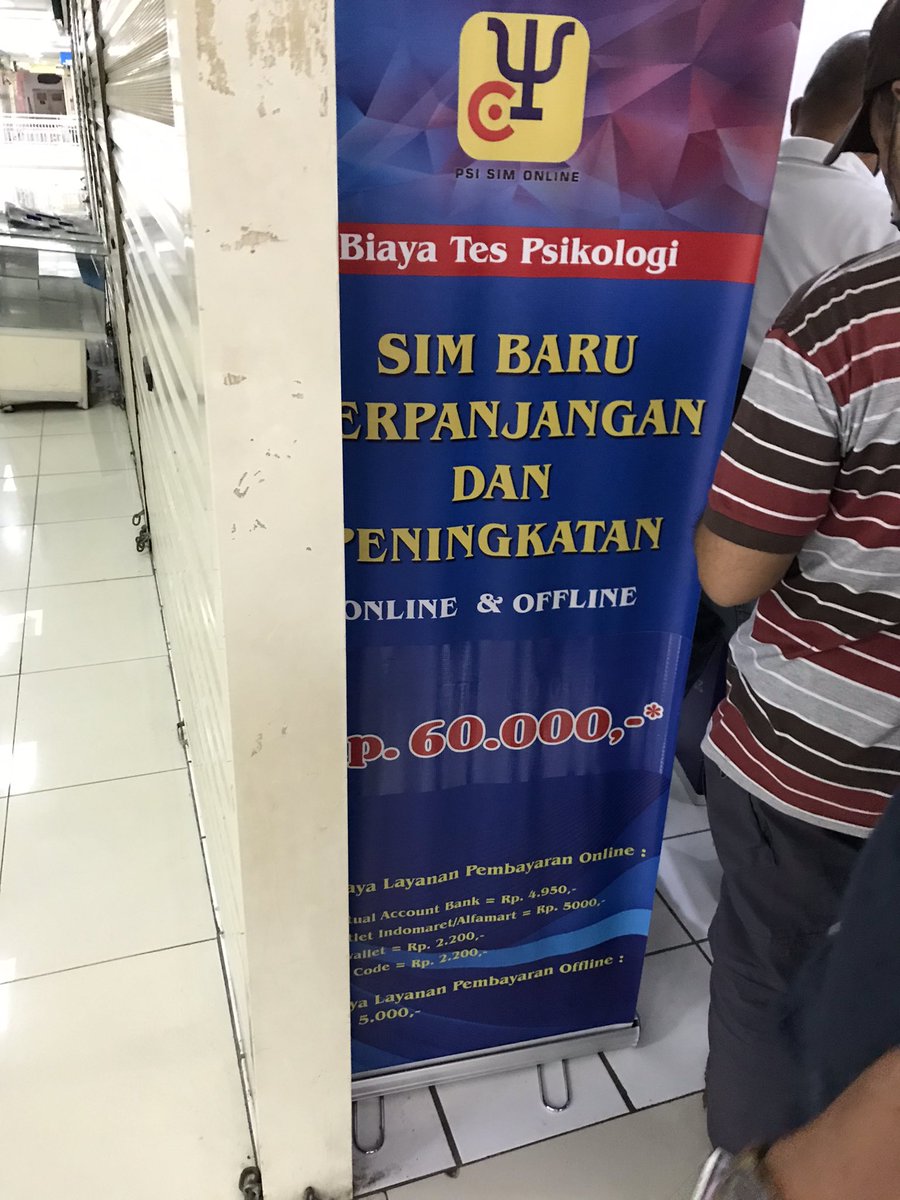 PSI SIM ONLINE
Biaya Tes Psikologi
SIM BARU
ERPANJANGAN
DAN
PENINGKATAN
ONLINE & OFFLINE
p. 60.000,-*
aya Layanan Pembayaran Online :
tual Account Bank = Rp. 4.950,-
tlet Indomaret/Alfamart = Rp. 5000,-
allet = Rp. 2.200,-
Code = Rp. 2.200,-
ya Layanan Pembayaran Offline :
5.000,-